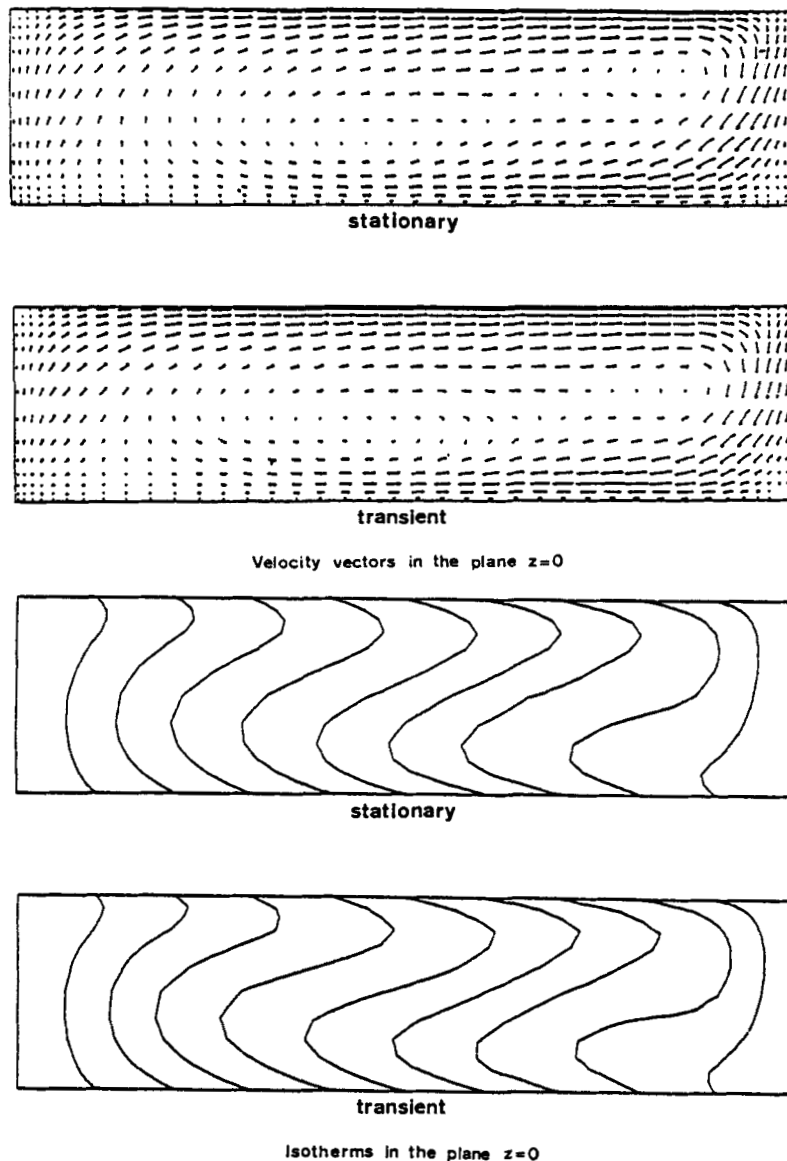 stationary
transient
Velocity vectors in the plane z=0
stationary
transient
Isotherms in the plane z=0